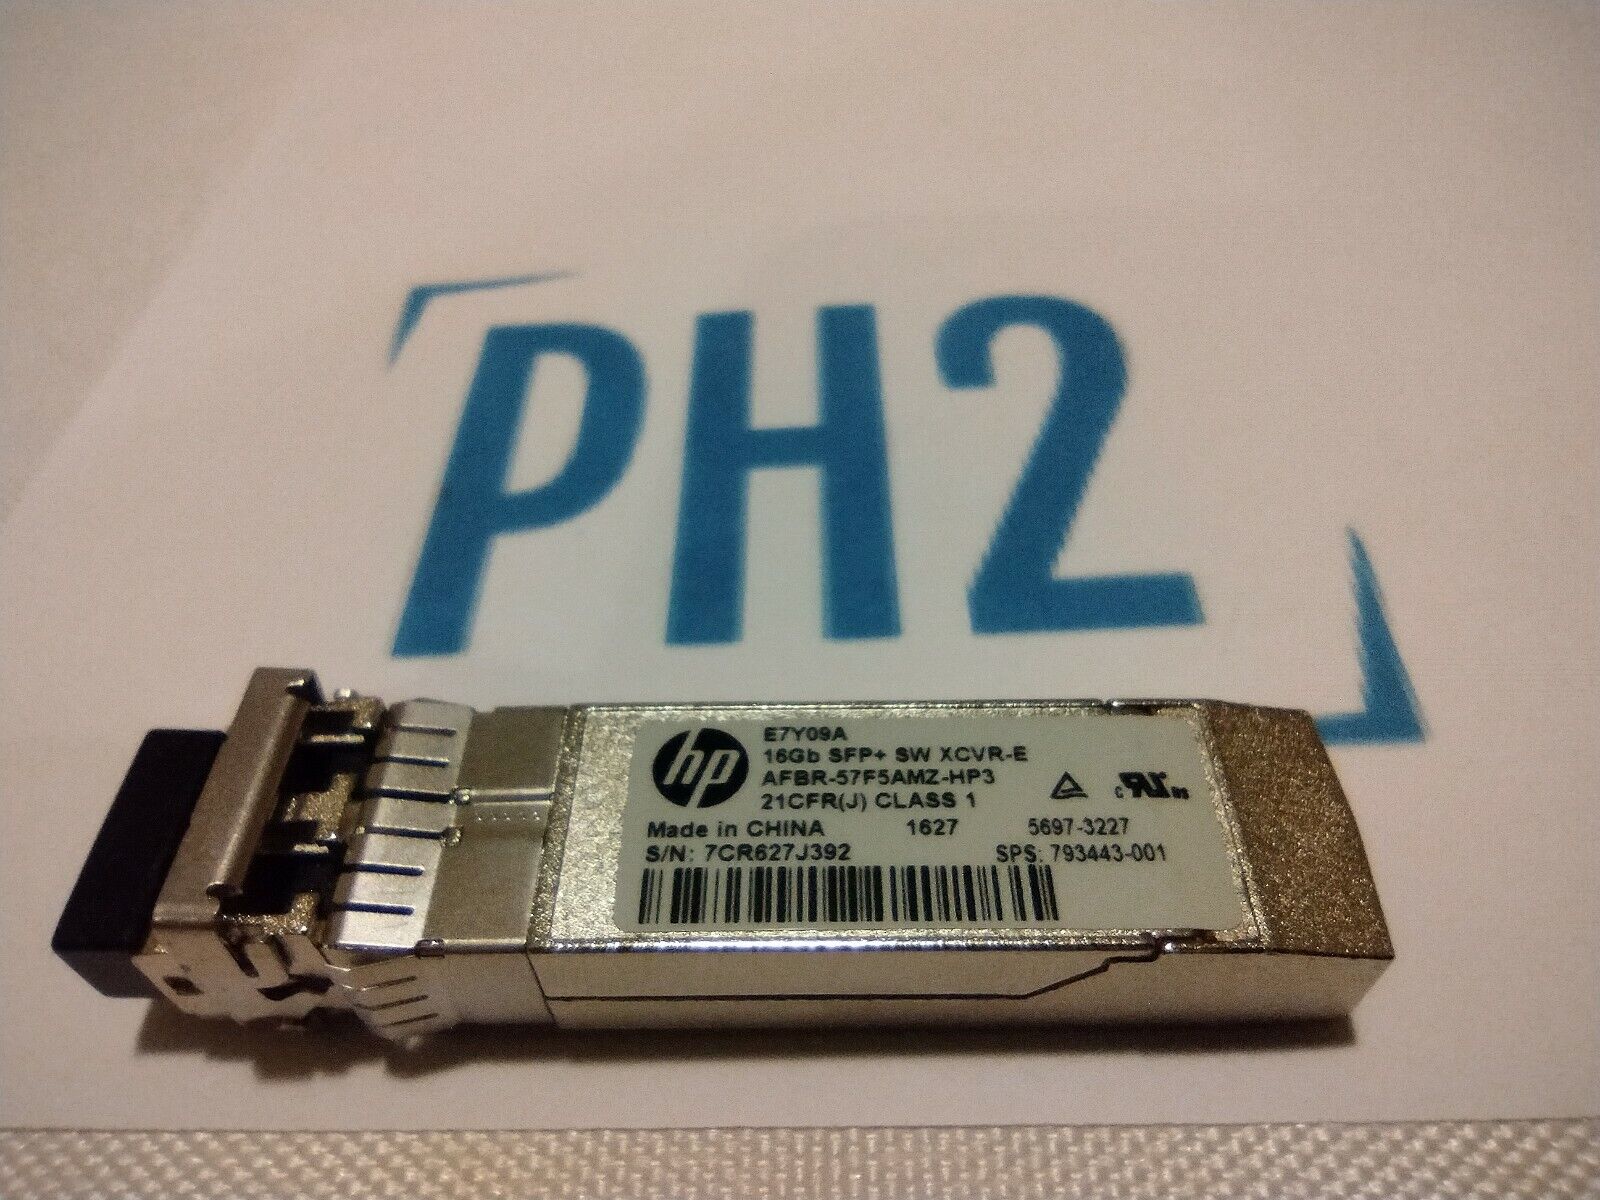 PH2
hp
E7Y09A
16Gb SFP+ SW XCVR-E
AFBR-57F5AMZ-HP3
21CFR(J) CLASS 1
Made in CHINA 1627 5697-3227
S/N: 7CR627J392 SPS: 793443-001